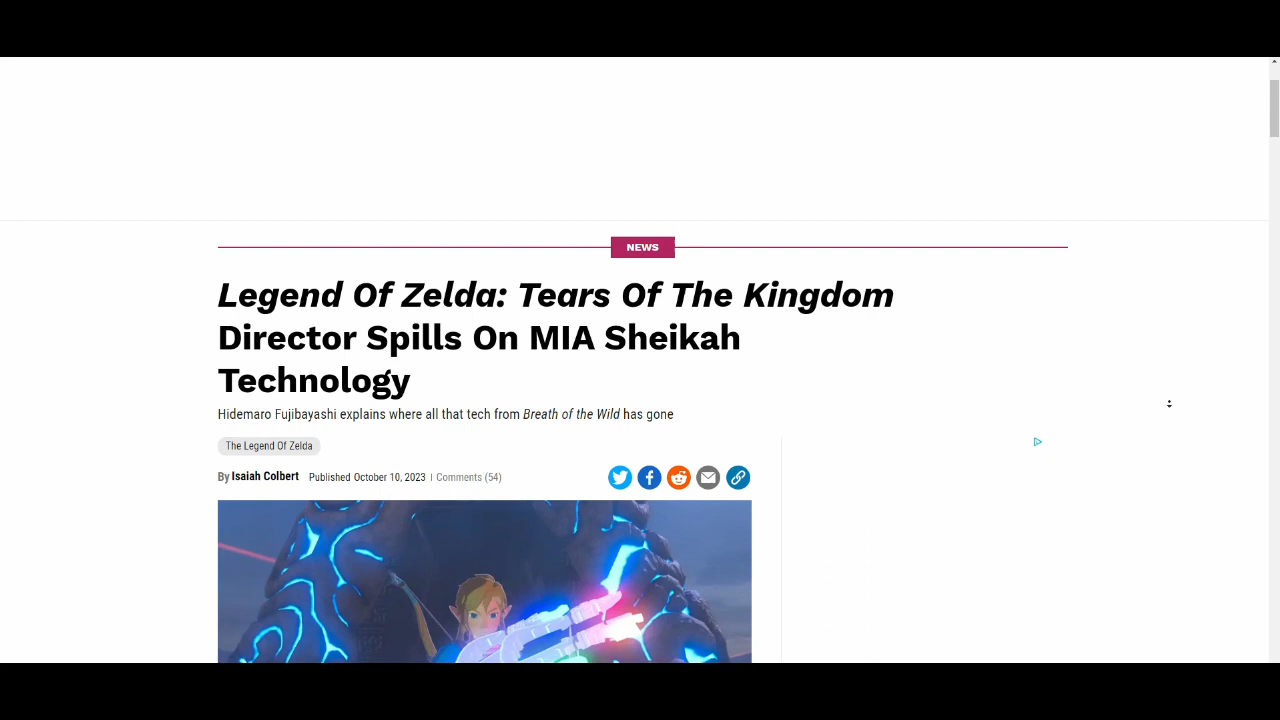 NEWS
Legend Of Zelda: Tears Of The Kingdom
Director Spills On MIA Sheikah
Technology
Hidemaro Fujibayashi explains where all that tech from Breath of the Wild has gone
The Legend Of Zelda
By Isaiah Colbert Published October 10, 2023 | Comments (54)